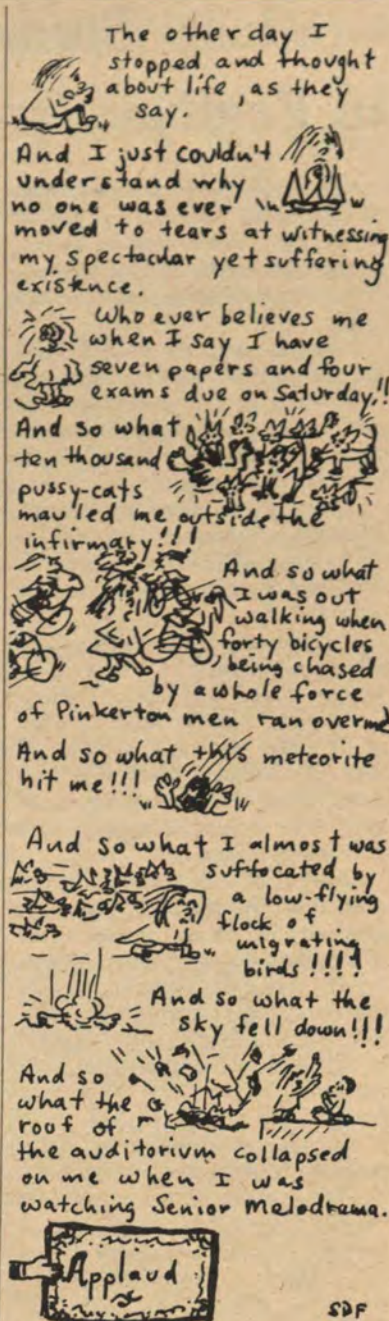 The other day I
stopped and thought
about life, as they
say.
And I just couldn't
understand why
no one was ever
moved to tears at witnessing
my spectacular yet suffering
existence.
Who ever believes me
when I say I have
seven papers and four
exams due on Saturday!!
And so what
ten thousand
pussy-cats
mauled me outside the
infirmary!!!
And so what
I was out
walking when
forty bicycles
being chased
by a whole force
of Pinkerton men ran over me
And so what this meteorite
hit me!!!
And so what I almost was
suffocated by
a low-flying
flock of
migrating
birds!!!!
And so what the
sky fell down!!!
And so
what the
roof of
the auditorium collapsed
on me when I was
watching Senior Melodrama.
Applaud
SDF